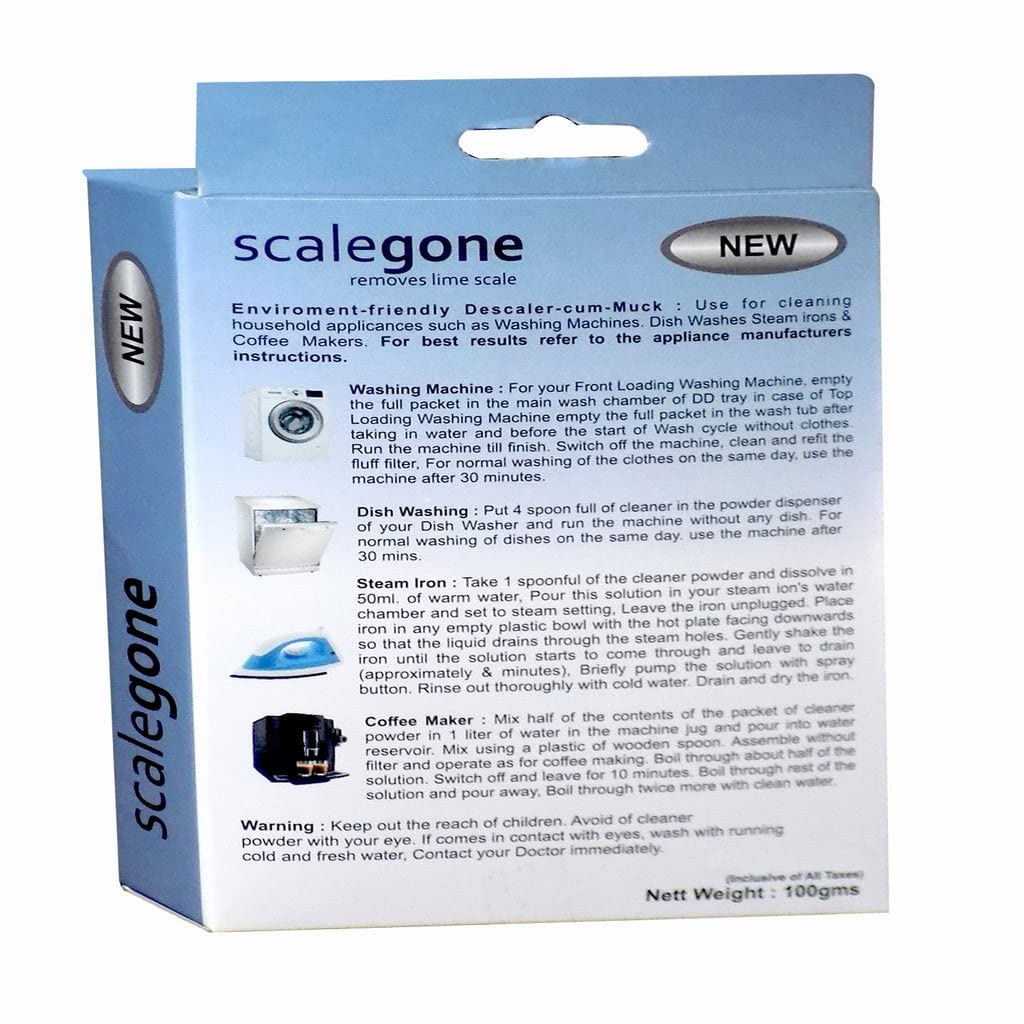 scalegone
NEW
removes lime scale
Enviroment-friendly Descaler-cum-Muck : Use for cleaning
household applicances such as Washing Machines. Dish Washes Steam irons &
Coffee Makers. For best results refer to the appliance manufacturers
instructions.
Washing Machine : For your Front Loading Washing Machine, empty
the full packet in the main wash chamber of DD tray in case of Top
Loading Washing Machine empty the full packet in the wash tub after
taking in water and before the start of Wash cycle without clothes.
Run the machine till finish. Switch off the machine, clean and refit the
fluff filter, For normal washing of the clothes on the same day, use the
machine after 30 minutes.
Dish Washing : Put 4 spoon full of cleaner in the powder dispenser
of your Dish Washer and run the machine without any dish. For
normal washing of dishes on the same day. use the machine after
30 mins.
Steam Iron : Take 1 spoonful of the cleaner powder and dissolve in
50ml. of warm water, Pour this solution in your steam ion's water
chamber and set to steam setting, Leave the iron unplugged. Place
iron in any empty plastic bowl with the hot plate facing downwards
so that the liquid drains through the steam holes. Gently shake the
iron until the solution starts to come through and leave to drain
(approximately & minutes), Briefly pump the solution with spray
button. Rinse out thoroughly with cold water. Drain and dry the iron.
Coffee Maker : Mix half of the contents of the packet of cleaner
powder in 1 liter of water in the machine jug and pour into water
reservoir. Mix using a plastic of wooden spoon. Assemble without
filter and operate as for coffee making. Boil through about half of the
solution. Switch off and leave for 10 minutes. Boil through rest of the
solution and pour away, Boil through twice more with clean water.
Warning : Keep out the reach of children. Avoid of cleaner
powder with your eye. If comes in contact with eyes, wash with running
cold and fresh water, Contact your Doctor immediately.
(Inclusive of All Taxes)
Nett Weight : 100gms
NEW
scalegone